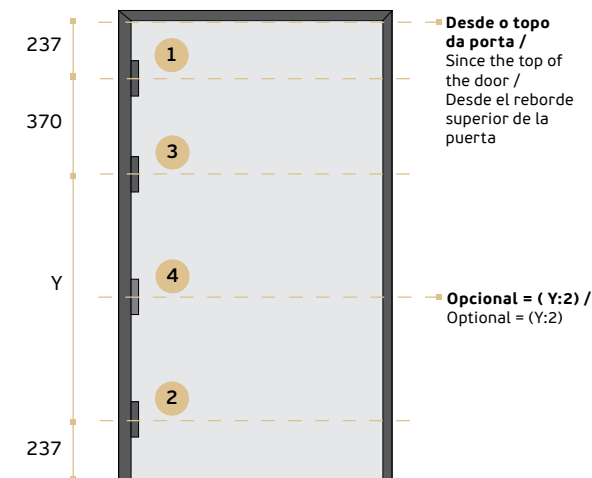 237
370
Y
237
1
3
4
2
Desde o topo
da porta /
Since the top of
the door /
Desde el reborde
superior de la
puerta
Opcional = ( Y:2) /
Optional = (Y:2)